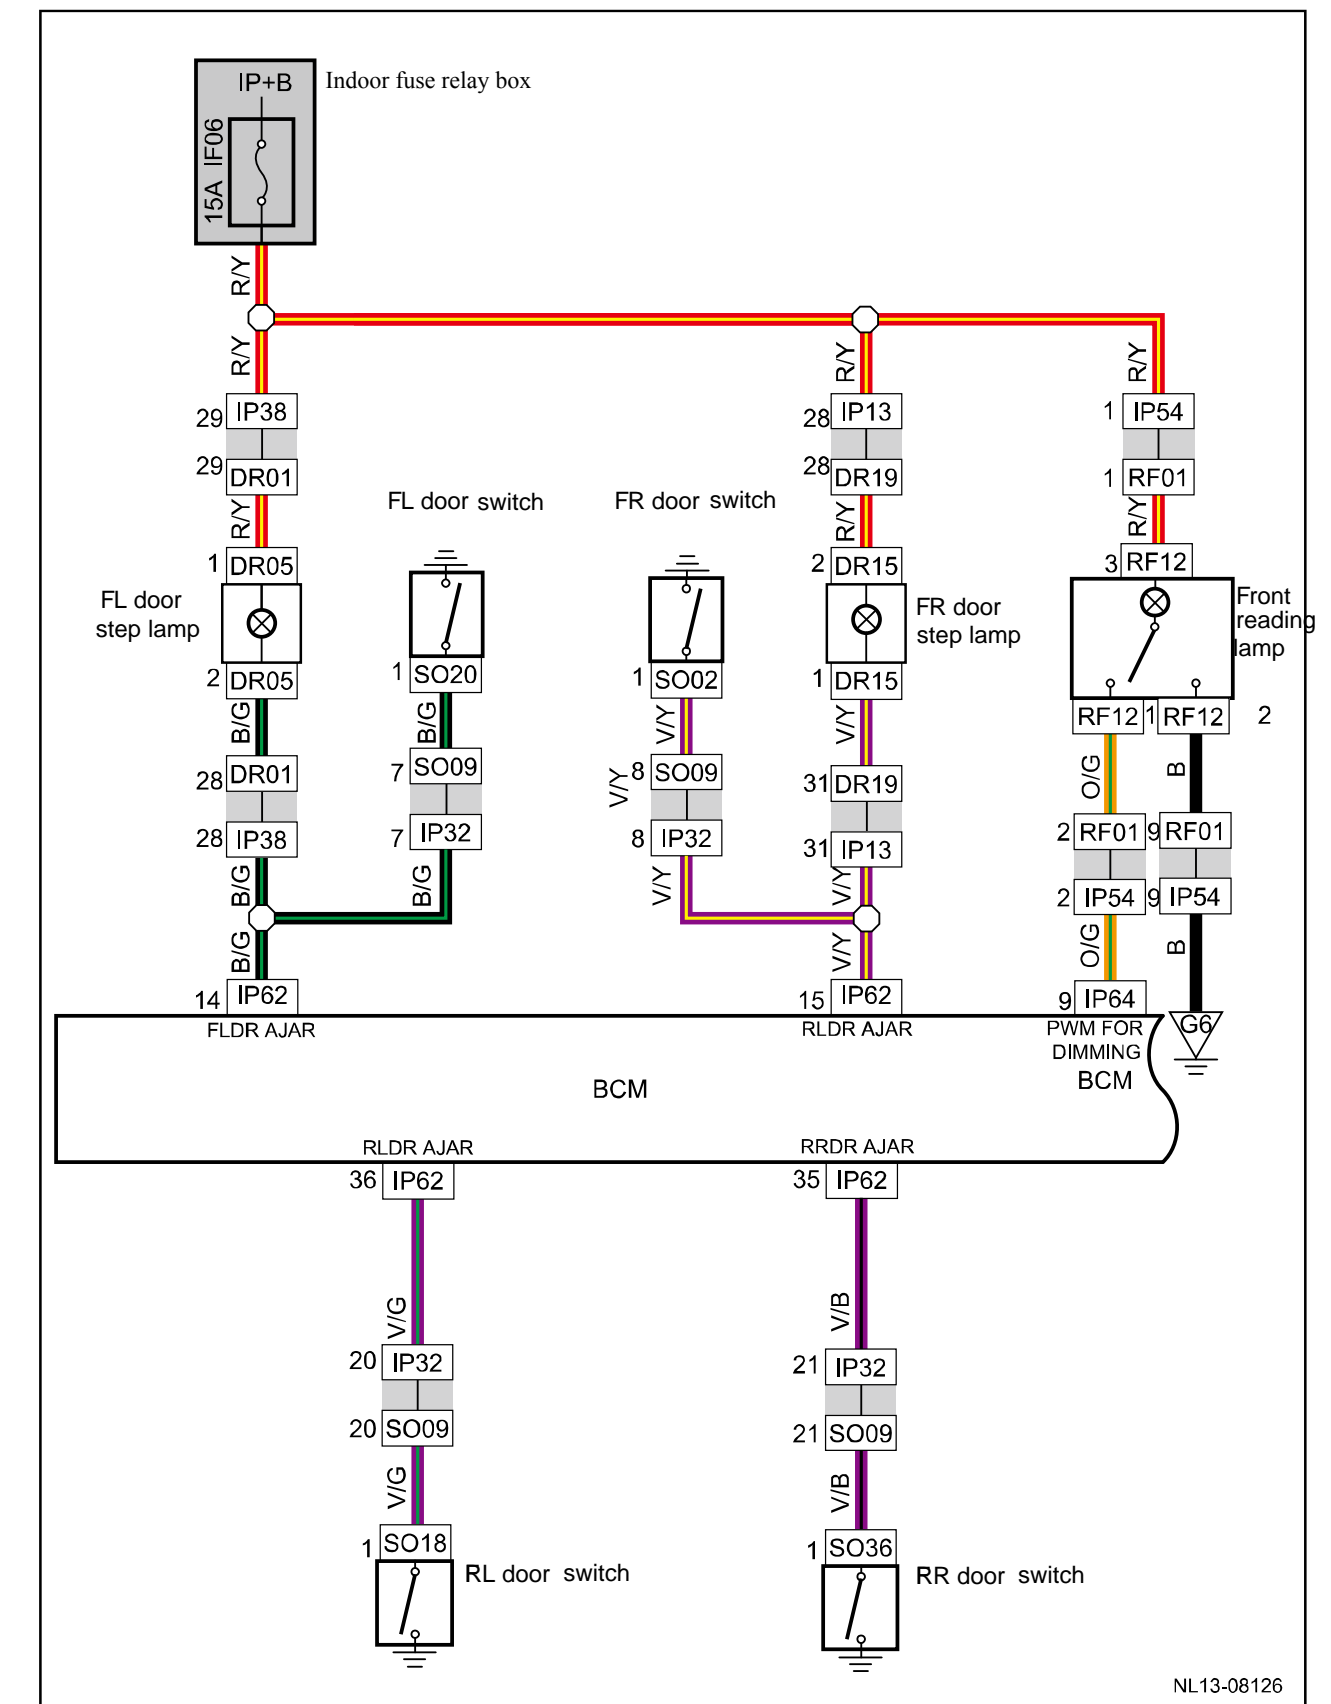 IP+B
Indoor fuse relay box
15A IF06
R/Y
R/Y
R/Y
R/Y
29 IP38
28 IP13
1 IP54
29 DR01
28 DR19
1 RF01
FL door switch
FR door switch
R/Y
R/Y
R/Y
1 DR05
2 DR15
3 RF12
FL door
step lamp
FR door
step lamp
Front
reading
lamp
2 DR05
1 SO20
1 SO02
1 DR15
RF12 1
RF12 2
B/G
B/G
V/Y
V/Y
O/G
B
28 DR01
7 SO09
V/Y
8 SO09
31 DR19
2 RF01
9 RF01
28 IP38
7 IP32
8 IP32
31 IP13
2 IP54
9 IP54
B/G
B/G
V/Y
V/Y
B/G
V/Y
O/G
B
14 IP62
15 IP62
9 IP64
G6
FLDR AJAR
RLDR AJAR
PWM FOR
DIMMING
BCM
BCM
RLDR AJAR
RRDR AJAR
36 IP62
35 IP62
V/G
V/B
20 IP32
21 IP32
20 SO09
21 SO09
V/G
V/B
1 SO18
1 SO36
RL door switch
RR door switch
NL13-08126